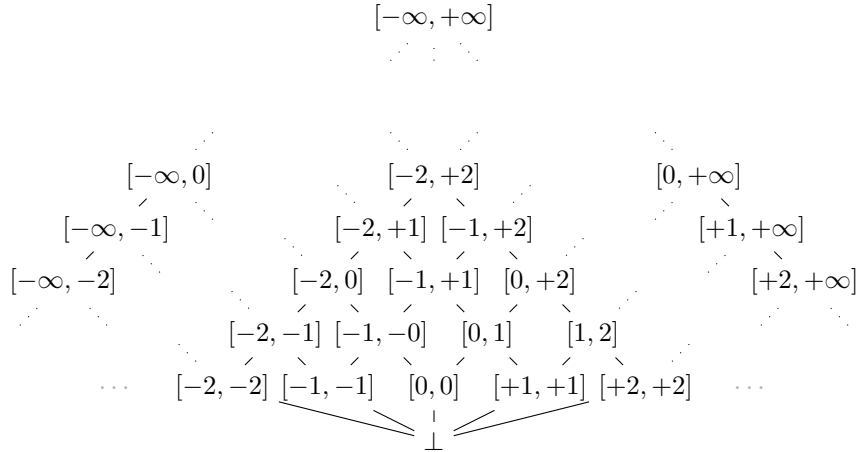 [−∞, +∞]
[−∞, 0] [−2, +2] [0, +∞]
[−∞, −1] [−2, +1] [−1, +2] [+1, +∞]
[−∞, −2] [−2, 0] [−1, +1] [0, +2] [+2, +∞]
[−2, −1] [−1, −0] [0, 1] [1, 2]
... [−2, −2] [−1, −1] [0, 0] [+1, +1] [+2, +2] ...
⊥